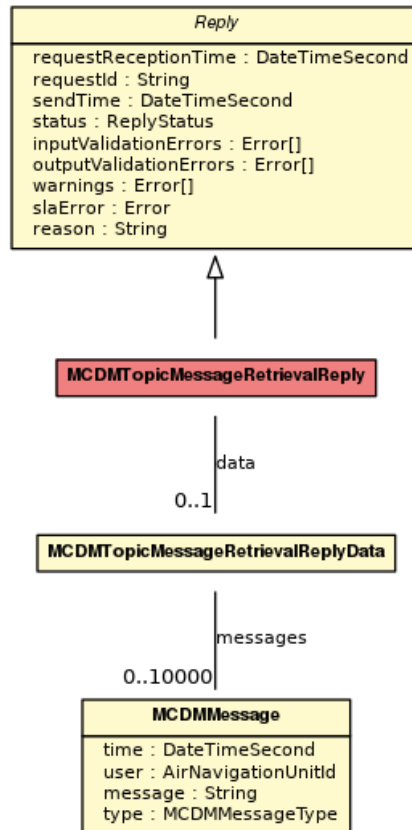 Reply
requestReceptionTime : DateTimeSecond
requestId : String
sendTime : DateTimeSecond
status : ReplyStatus
inputValidationErrors : Error[]
outputValidationErrors : Error[]
warnings : Error[]
slaError : Error
reason : String
MCDMTopicMessageRetrievalReply
data
0..1
MCDMTopicMessageRetrievalReplyData
messages
0..10000
MCDMMessage
time : DateTimeSecond
user : AirNavigationUnitId
message : String
type : MCDMMessageType